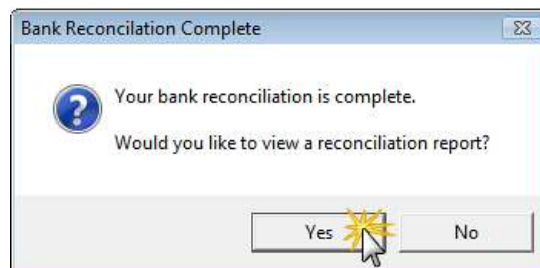 Bank Reconcilation Complete
Your bank reconciliation is complete.
Would you like to view a reconciliation report?
Yes
No